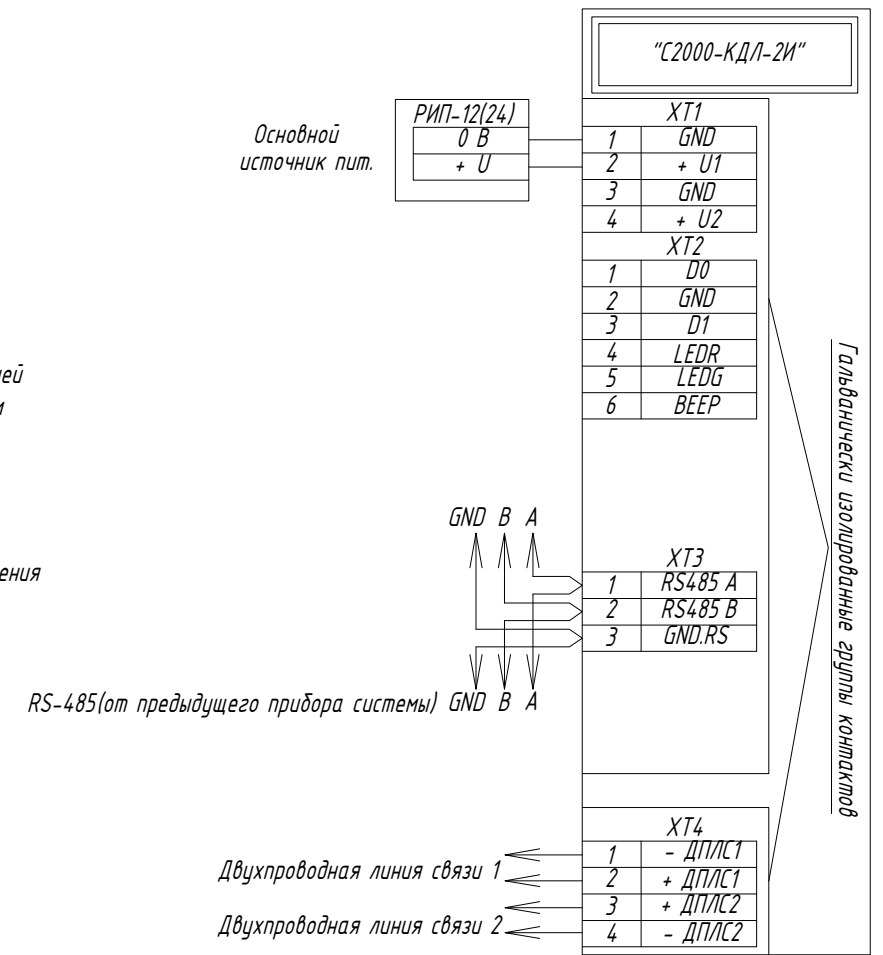 "С2000-КДЛ-2И"
РИП-12(24)
0 В
+ U
Основной
источник пит.
XT1
1 GND
2 + U1
3 GND
4 + U2
XT2
1 D0
2 GND
3 D1
4 LEDR
5 LEDG
6 BEEP
Гальванически изолированные группы контактов
ения
GND B A
XT3
1 RS485 A
2 RS485 B
3 GND.RS
RS-485(от предыдущего прибора системы) GND B A
XT4
1 - ДПЛС1
2 + ДПЛС1
3 + ДПЛС2
4 - ДПЛС2
Двухпроводная линия связи 1
Двухпроводная линия связи 2